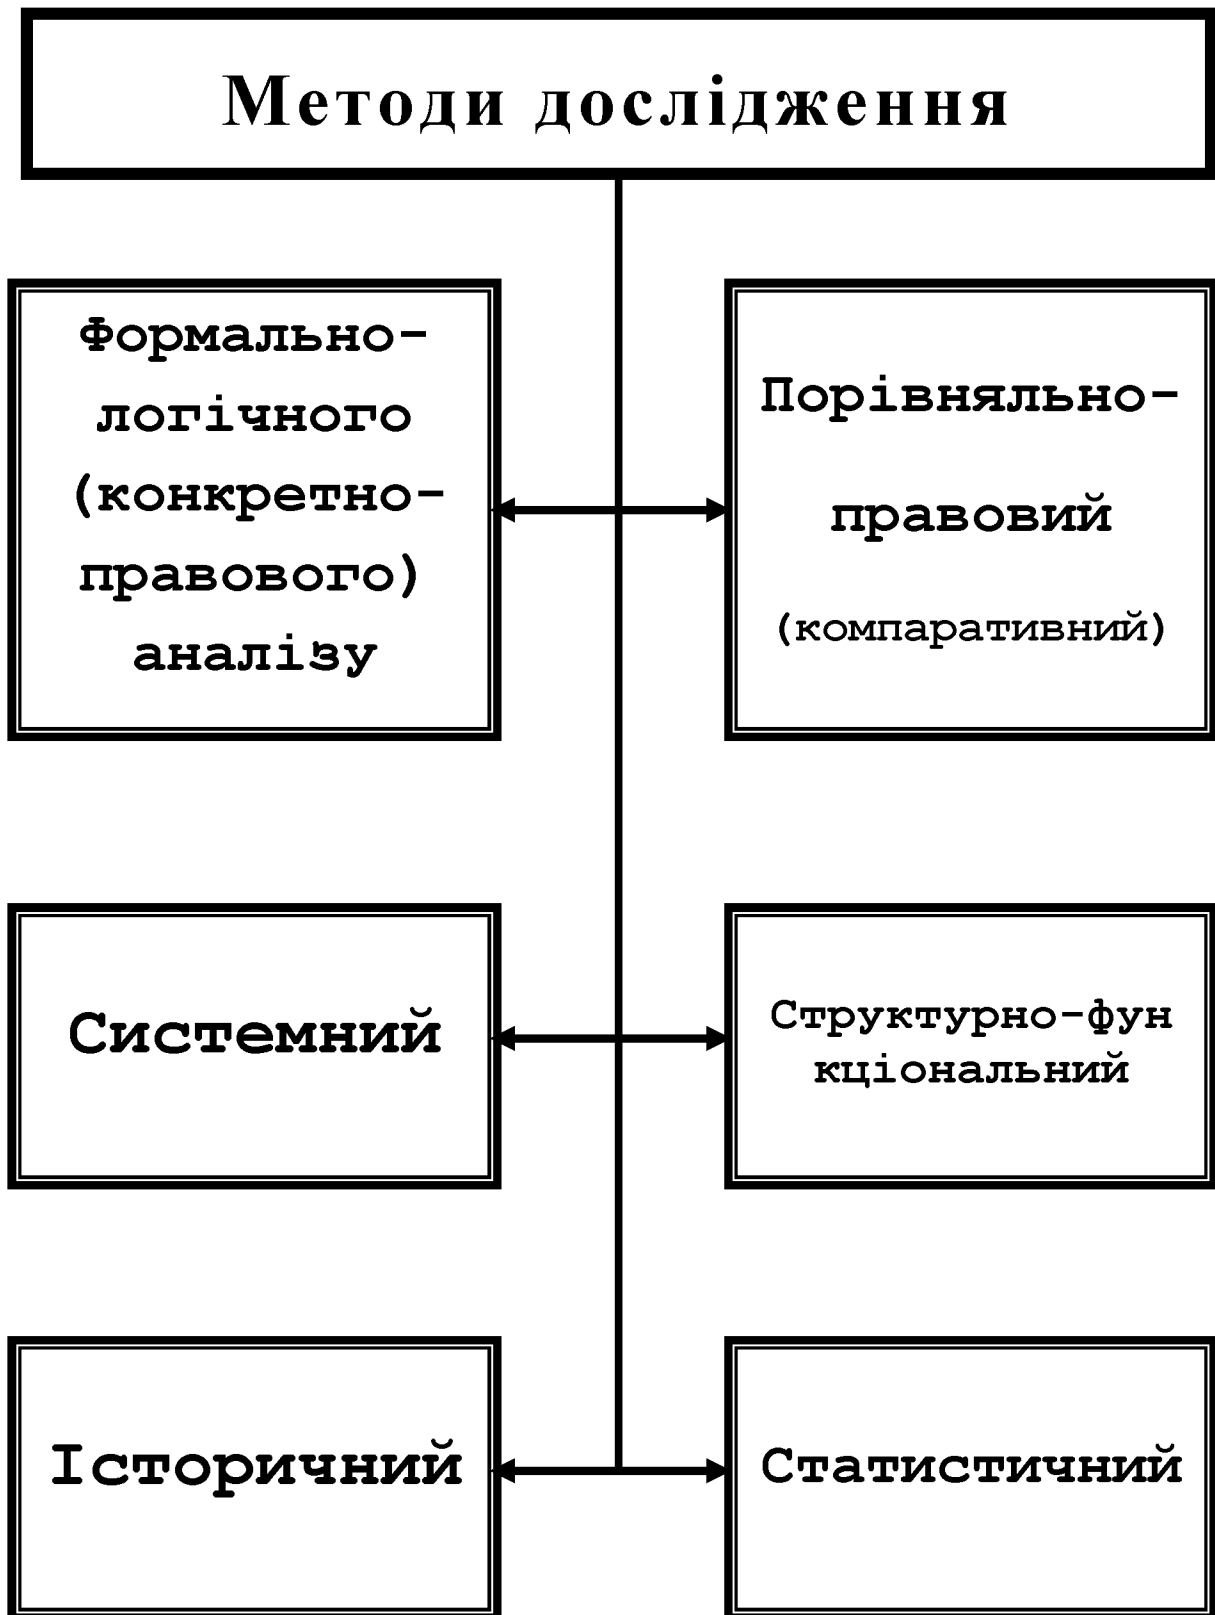 Методи дослідження
Формально-
логічного
(конкретно-
правового)
аналізу
Порівняльно-
правовий
(компаративний)
Системний
Структурно-фун
кціональний
Історичний
Статистичний